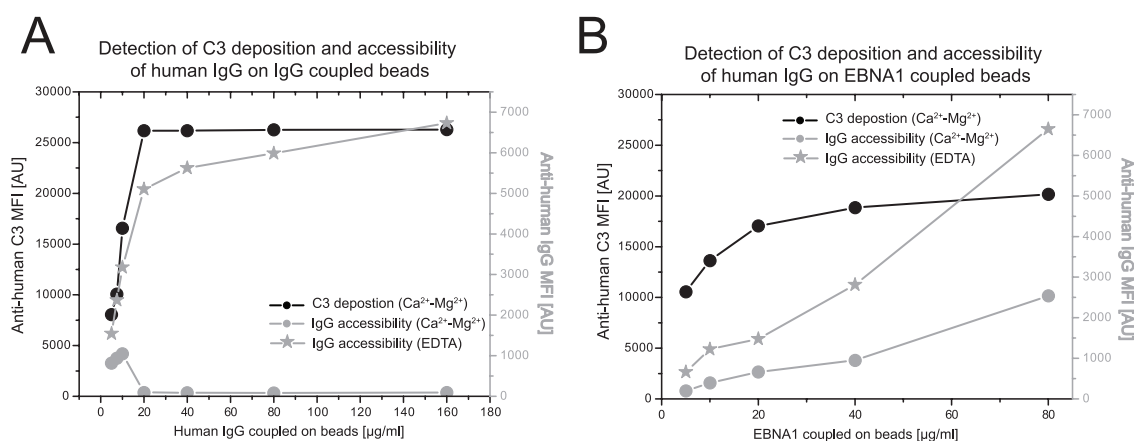 A
Detection of C3 deposition and accessibility
of human IgG on IgG coupled beads
30000
25000
20000
15000
10000
5000
0
Anti-human C3 MFI [AU]
7000
6000
5000
4000
3000
2000
1000
0
Anti-human IgG MFI [AU]
C3 depostion (Ca²⁺-Mg²⁺)
IgG accessibility (Ca²⁺-Mg²⁺)
IgG accessibility (EDTA)
0 20 40 60 80 100 120 140 160 180
Human IgG coupled on beads [µg/ml]
B
Detection of C3 deposition and accessibility
of human IgG on EBNA1 coupled beads
30000
25000
20000
15000
10000
5000
0
Anti-human C3 MFI [AU]
7000
6000
5000
4000
3000
2000
1000
0
Anti-human IgG MFI [AU]
C3 depostion (Ca²⁺-Mg²⁺)
IgG accessibility (Ca²⁺-Mg²⁺)
IgG accessibility (EDTA)
0 20 40 60 80
EBNA1 coupled on beads [µg/ml]